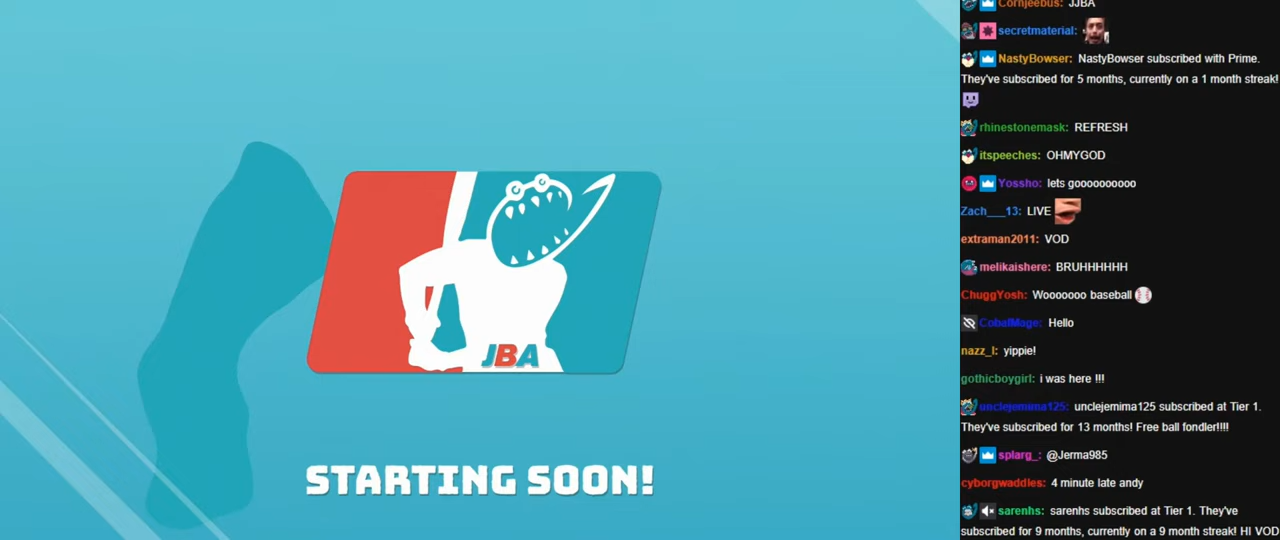 JBA
STARTING SOON!
Cornjeebus: JJBA
secretmaterial:
NastyBowser: NastyBowser subscribed with Prime.
They've subscribed for 5 months, currently on a 1 month streak!
rhinestonemask: REFRESH
itspeeches: OHMYGOD
Yossho: lets goooooooooo
Zach___13: LIVE
extraman2011: VOD
melikaishere: BRUHHHHHH
ChuggYosh: Wooooooo baseball
CobalMage: Hello
nazz_l: yippie!
gothicboygirl: i was here !!!
unclejemima125: unclejemima125 subscribed at Tier 1.
They've subscribed for 13 months! Free ball fondler!!!!
splarg_: @Jerma985
cyborgwaddles: 4 minute late andy
sarenhs: sarenhs subscribed at Tier 1. They've
subscribed for 9 months, currently on a 9 month streak! HI VOD